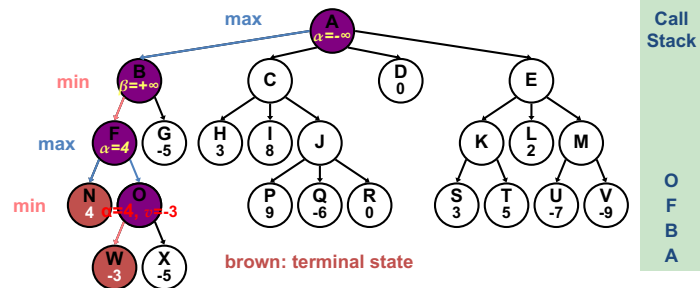 max
A
α=-∞
Call
Stack
min
B
β=+∞
C
D
0
E
max
F
α=4
G
-5
H
3
I
8
J
K
L
2
M
min
N
4
O
α=4, v=-3
P
9
Q
-6
R
0
S
3
T
5
U
-7
V
-9
W
-3
X
-5
brown: terminal state
O
F
B
A